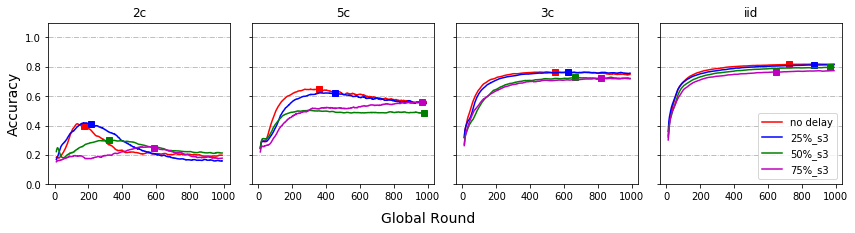 2c 5c 3c iid
Accuracy
1.0
0.8
0.6
0.4
0.2
0.0
0 200 400 600 800 1000
0 200 400 600 800 1000
0 200 400 600 800 1000
0 200 400 600 800 1000
no delay
25%_s3
50%_s3
75%_s3
Global Round